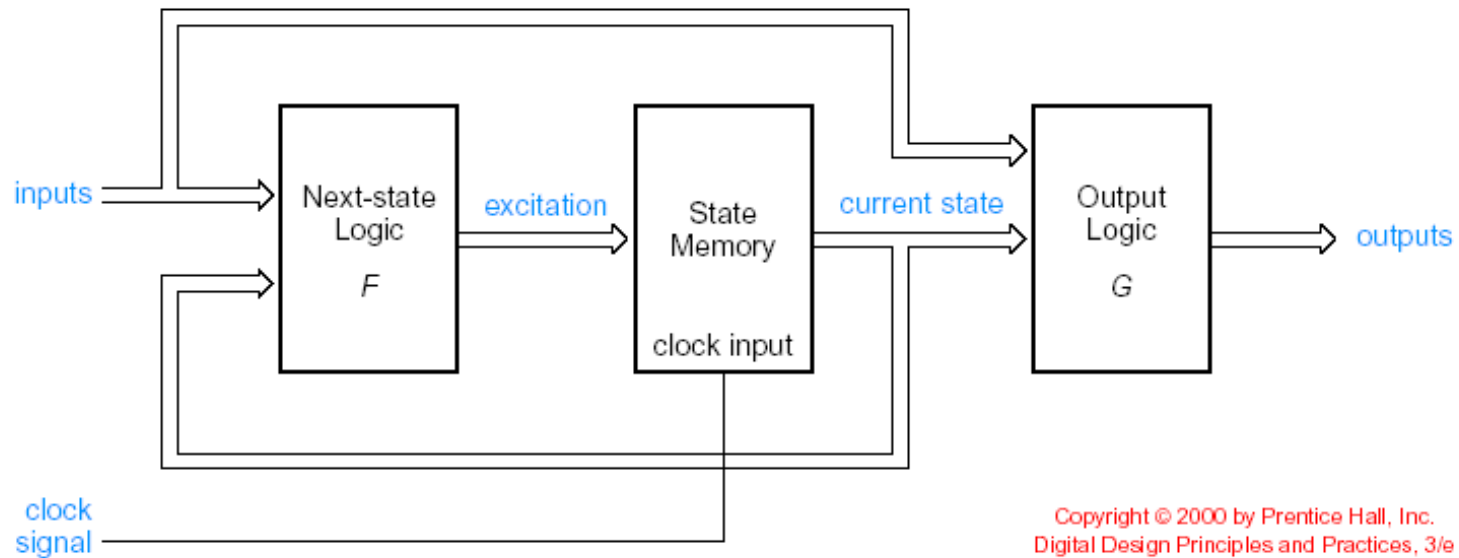 inputs
Next-state
Logic
F
excitation
State
Memory
clock input
current state
Output
Logic
G
outputs
clock
signal
Copyright © 2000 by Prentice Hall, Inc.
Digital Design Principles and Practices, 3/e